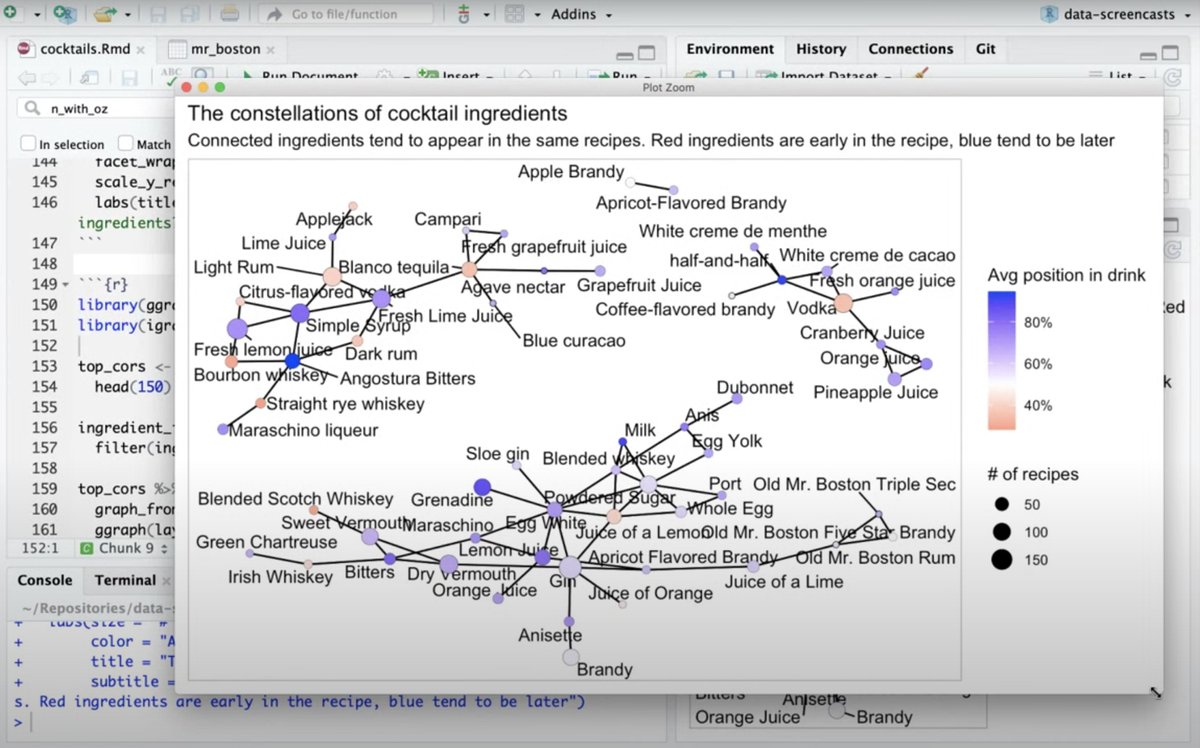 Go to file/function
Addins
data-screencasts
cocktails.Rmd
mr_boston
Environment
History
Connections
Git
ABC
Run Document
Insert
Run
Import Dataset
List
Plot Zoom
n_with_oz
In selection
Match
144 facet_wrap
145 scale_y_re
146 labs(titl
ingredients
147 ```
148
149 ```{r}
150 library(ggr
151 library(igr
152
153 top_cors <-
154 head(150)
155
156 ingredient_
157 filter(ing
158
159 top_cors %>%
160 graph_from
161 ggraph(lay
152:1 Chunk 9
Console
Terminal
~/Repositories/data-s
+ labs(size = "#
+ color = "A
+ title = "T
+ subtitle =
s. Red ingredients are early in the recipe, blue tend to be later")
>
The constellations of cocktail ingredients
Connected ingredients tend to appear in the same recipes. Red ingredients are early in the recipe, blue tend to be later
Apple Brandy
Apricot-Flavored Brandy
Applejack
Campari
White creme de menthe
Lime Juice
Fresh grapefruit juice
half-and-half
White creme de cacao
Light Rum
Blanco tequila
Fresh orange juice
Citrus-flavored vodka
Agave nectar
Grapefruit Juice
Coffee-flavored brandy
Vodka
Simple Syrup
Fresh Lime Juice
Cranberry Juice
Fresh lemon juice
Dark rum
Blue curacao
Orange juice
Bourbon whiskey
Angostura Bitters
Pineapple Juice
Straight rye whiskey
Dubonnet
Maraschino liqueur
Anis
Milk
Egg Yolk
Sloe gin
Blended whiskey
Port
Old Mr. Boston Triple Sec
Blended Scotch Whiskey
Grenadine
Powdered Sugar
Whole Egg
Sweet Vermouth
Maraschino
Egg White
Juice of a Lemon
Old Mr. Boston Five Star Brandy
Green Chartreuse
Lemon Juice
Apricot Flavored Brandy
Old Mr. Boston Rum
Irish Whiskey
Bitters
Dry Vermouth
Gin
Juice of a Lime
Orange Juice
Juice of Orange
Anisette
Brandy
Avg position in drink
80%
60%
40%
# of recipes
50
100
150
ed
k
Bitters
Anisette
Orange Juice
Brandy